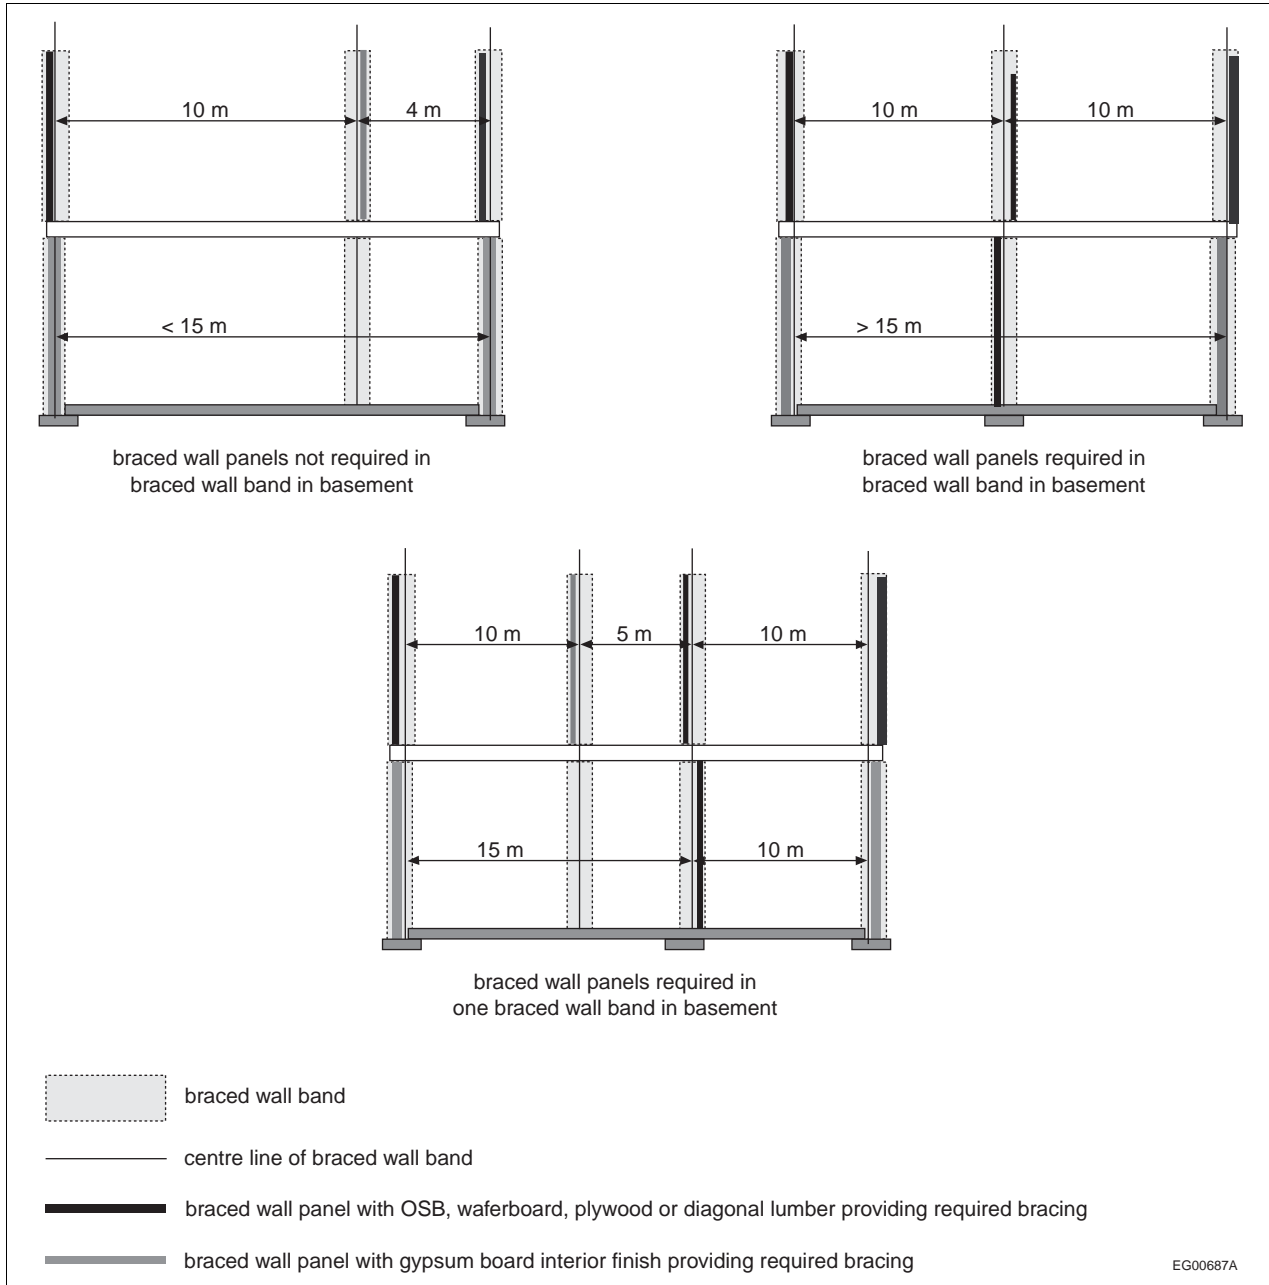 10 m
4 m
< 15 m
braced wall panels not required in
braced wall band in basement
10 m
10 m
> 15 m
braced wall panels required in
braced wall band in basement
10 m
5 m
10 m
15 m
10 m
braced wall panels required in
one braced wall band in basement
braced wall band
centre line of braced wall band
braced wall panel with OSB, waferboard, plywood or diagonal lumber providing required bracing
braced wall panel with gypsum board interior finish providing required bracing
EG00687A